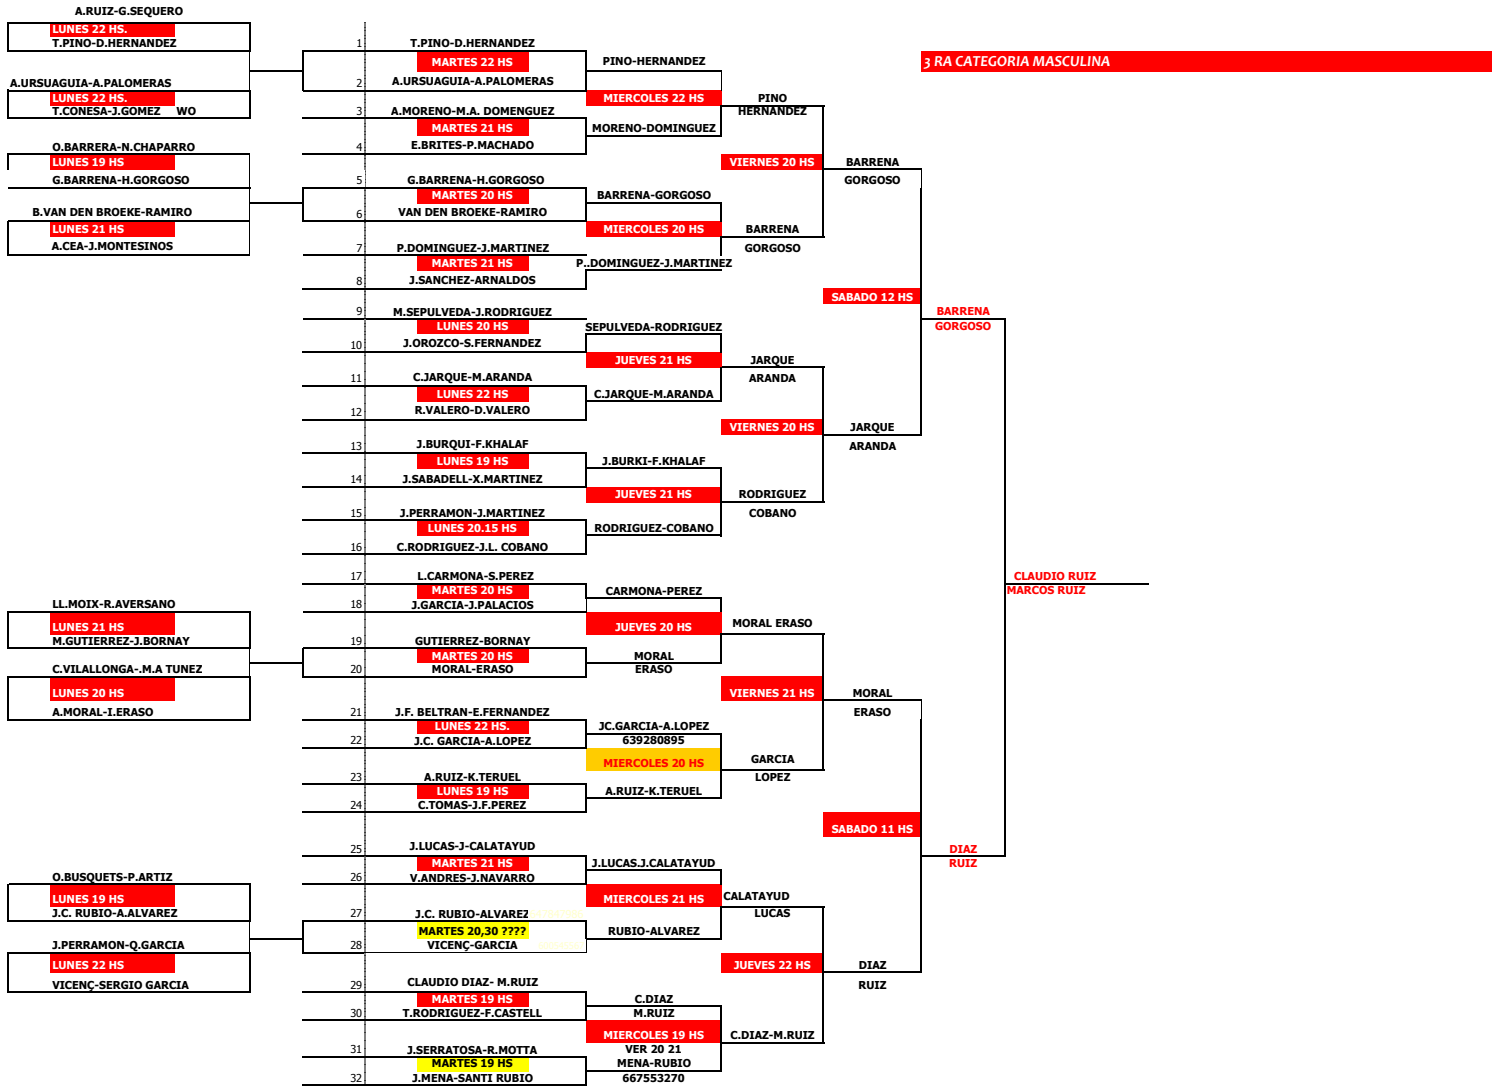 A.RUIZ-G.SEQUERO
LUNES 22 HS.
T.PINO-D.HERNANDEZ
A.URSUAGUIA-A.PALOMERAS
LUNES 22 HS.
T.CONESA-J.GOMEZ WO
O.BARRERA-N.CHAPARRO
LUNES 19 HS
G.BARRENA-H.GORGOSO
B.VAN DEN BROEKE-RAMIRO
LUNES 21 HS
A.CEA-J.MONTESINOS
LL.MOIX-R.AVERSANO
LUNES 21 HS
M.GUTIERREZ-J.BORNAY
C.VILALLONGA-.M.A TUNEZ
LUNES 20 HS
A.MORAL-I.ERASO
O.BUSQUETS-P.ARTIZ
LUNES 19 HS
J.C. RUBIO-A.ALVAREZ
J.PERRAMON-Q.GARCIA
LUNES 22 HS
VICENÇ-SERGIO GARCIA
1 T.PINO-D.HERNANDEZ
MARTES 22 HS
2 A.URSUAGUIA-A.PALOMERAS
3 A.MORENO-M.A. DOMENGUEZ
MARTES 21 HS
4 E.BRITES-P.MACHADO
5 G.BARRENA-H.GORGOSO
MARTES 20 HS
6 VAN DEN BROEKE-RAMIRO
7 P.DOMINGUEZ-J.MARTINEZ
MARTES 21 HS
8 J.SANCHEZ-ARNALDOS
9 M.SEPULVEDA-J.RODRIGUEZ
LUNES 20 HS
10 J.OROZCO-S.FERNANDEZ
11 C.JARQUE-M.ARANDA
LUNES 22 HS
12 R.VALERO-D.VALERO
13 J.BURQUI-F.KHALAF
LUNES 19 HS
14 J.SABADELL-X.MARTINEZ
15 J.PERRAMON-J.MARTINEZ
LUNES 20.15 HS
16 C.RODRIGUEZ-J.L. COBANO
17 L.CARMONA-S.PEREZ
MARTES 20 HS
18 J.GARCIA-J.PALACIOS
19 GUTIERREZ-BORNAY
MARTES 20 HS
20 MORAL-ERASO
21 J.F. BELTRAN-E.FERNANDEZ
LUNES 22 HS.
22 J.C. GARCIA-A.LOPEZ
23 A.RUIZ-K.TERUEL
LUNES 19 HS
24 C.TOMAS-J.F.PEREZ
25 J.LUCAS-J-CALATAYUD
MARTES 21 HS
26 V.ANDRES-J.NAVARRO
27 J.C. RUBIO-ALVAREZ
MARTES 20,30 ????
28 VICENÇ-GARCIA
29 CLAUDIO DIAZ- M.RUIZ
MARTES 19 HS
30 T.RODRIGUEZ-F.CASTELL
31 J.SERRATOSA-R.MOTTA
MARTES 19 HS
32 J.MENA-SANTI RUBIO
PINO-HERNANDEZ
MIERCOLES 22 HS
MORENO-DOMINGUEZ
BARRENA-GORGOSO
MIERCOLES 20 HS
P..DOMINGUEZ-J.MARTINEZ
SEPULVEDA-RODRIGUEZ
JUEVES 21 HS
C.JARQUE-M.ARANDA
J.BURKI-F.KHALAF
JUEVES 21 HS
RODRIGUEZ-COBANO
CARMONA-PEREZ
JUEVES 20 HS
MORAL
ERASO
JC.GARCIA-A.LOPEZ
639280895
MIERCOLES 20 HS
A.RUIZ-K.TERUEL
J.LUCAS.J.CALATAYUD
MIERCOLES 21 HS
RUBIO-ALVAREZ
C.DIAZ
M.RUIZ
MIERCOLES 19 HS
VER 20 21
MENA-RUBIO
667553270
PINO
HERNANDEZ
VIERNES 20 HS
BARRENA
GORGOSO
JARQUE
ARANDA
VIERNES 20 HS
RODRIGUEZ
COBANO
MORAL ERASO
VIERNES 21 HS
GARCIA
LOPEZ
CALATAYUD
LUCAS
JUEVES 22 HS
C.DIAZ-M.RUIZ
BARRENA
GORGOSO
SABADO 12 HS
JARQUE
ARANDA
MORAL
ERASO
SABADO 11 HS
DIAZ
RUIZ
3 RA CATEGORIA MASCULINA
BARRENA
GORGOSO
DIAZ
RUIZ
CLAUDIO RUIZ
MARCOS RUIZ